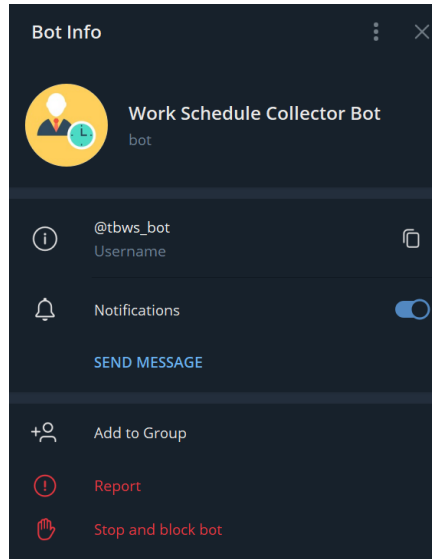 Bot Info
Work Schedule Collector Bot
bot
@tbws_bot
Username
Notifications
SEND MESSAGE
Add to Group
Report
Stop and block bot